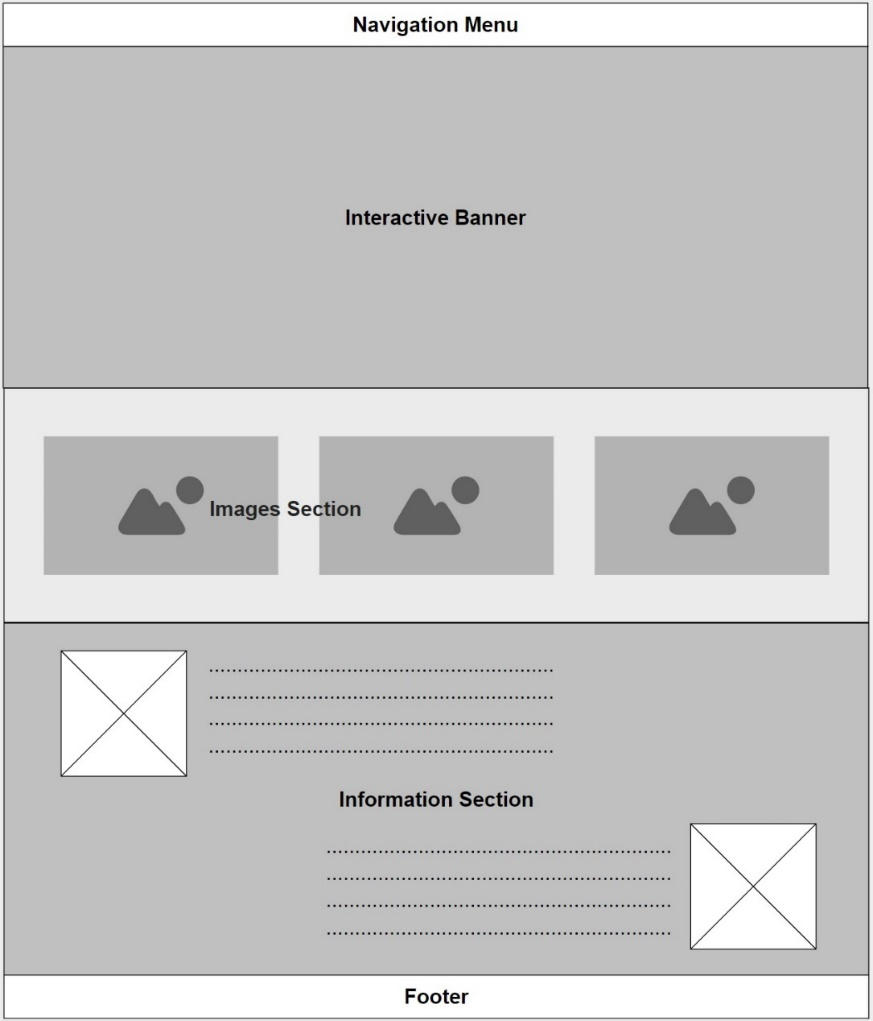 Navigation Menu
Interactive Banner
Images Section
Information Section
Footer